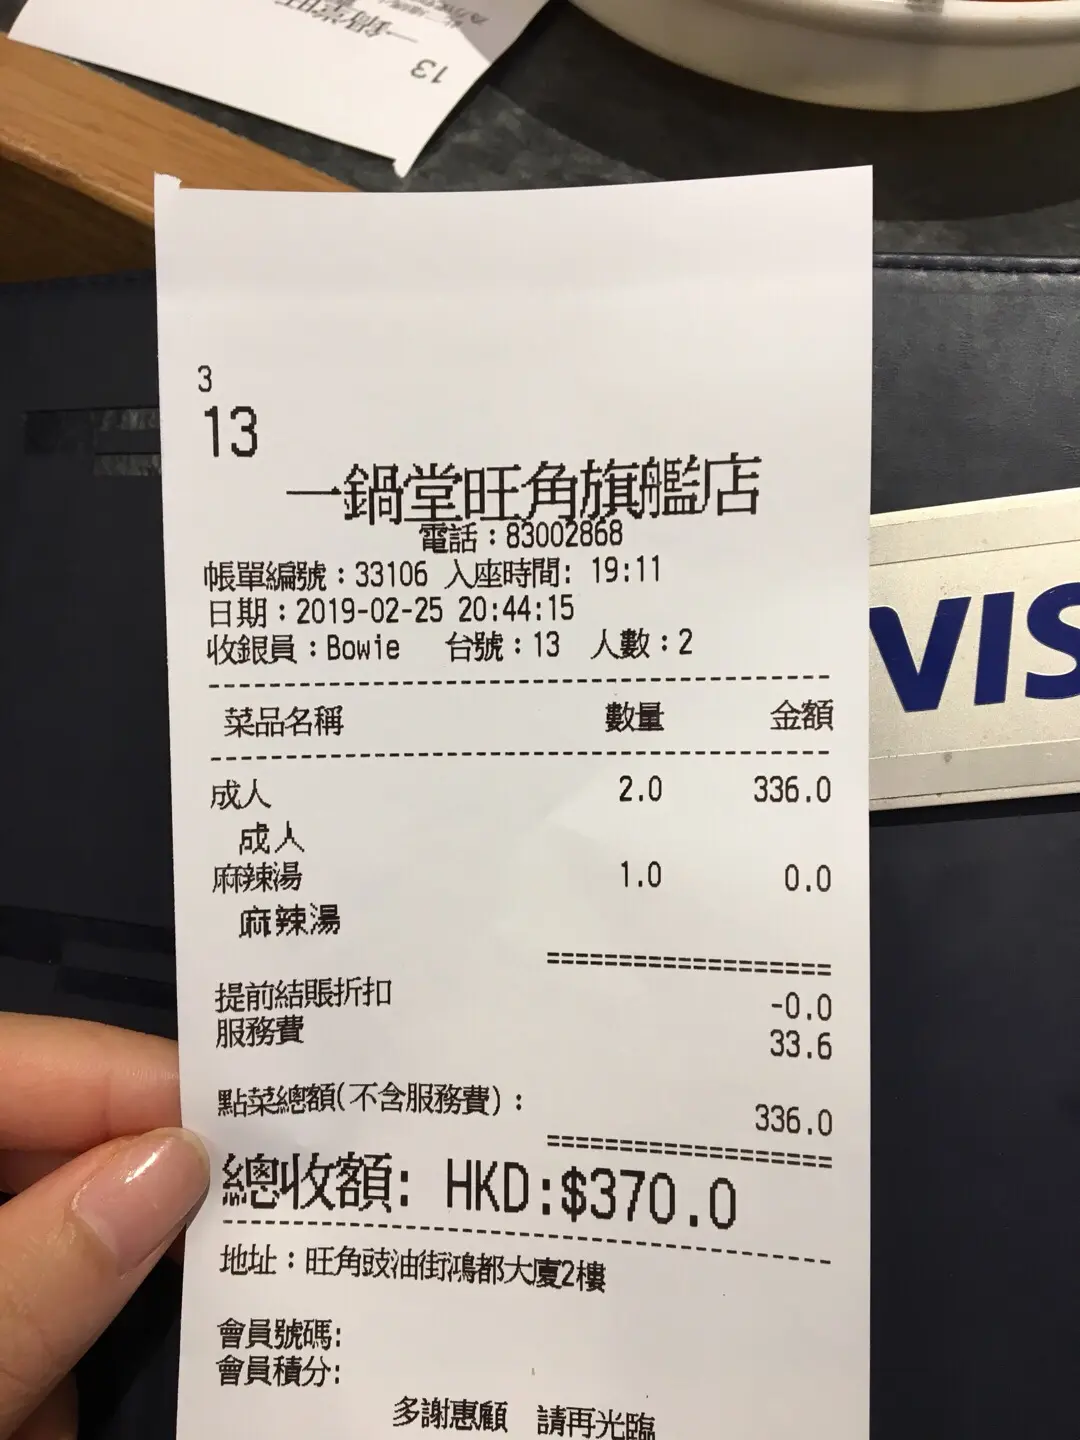 13
3
13
一鍋堂旺角旗艦店
電話：83002868
帳單編號：33106 入座時間: 19:11
日期：2019-02-25 20:44:15
收銀員：Bowie 台號：13 人數：2
菜品名稱 數量 金額
成人 2.0 336.0
成人
麻辣湯 1.0 0.0
麻辣湯
提前結賬折扣 -0.0
服務費 33.6
點菜總額(不含服務費)： 336.0
總收額: HKD:$370.0
地址：旺角豉油街鴻都大廈2樓
會員號碼:
會員積分:
多謝惠顧 請再光臨
VIS